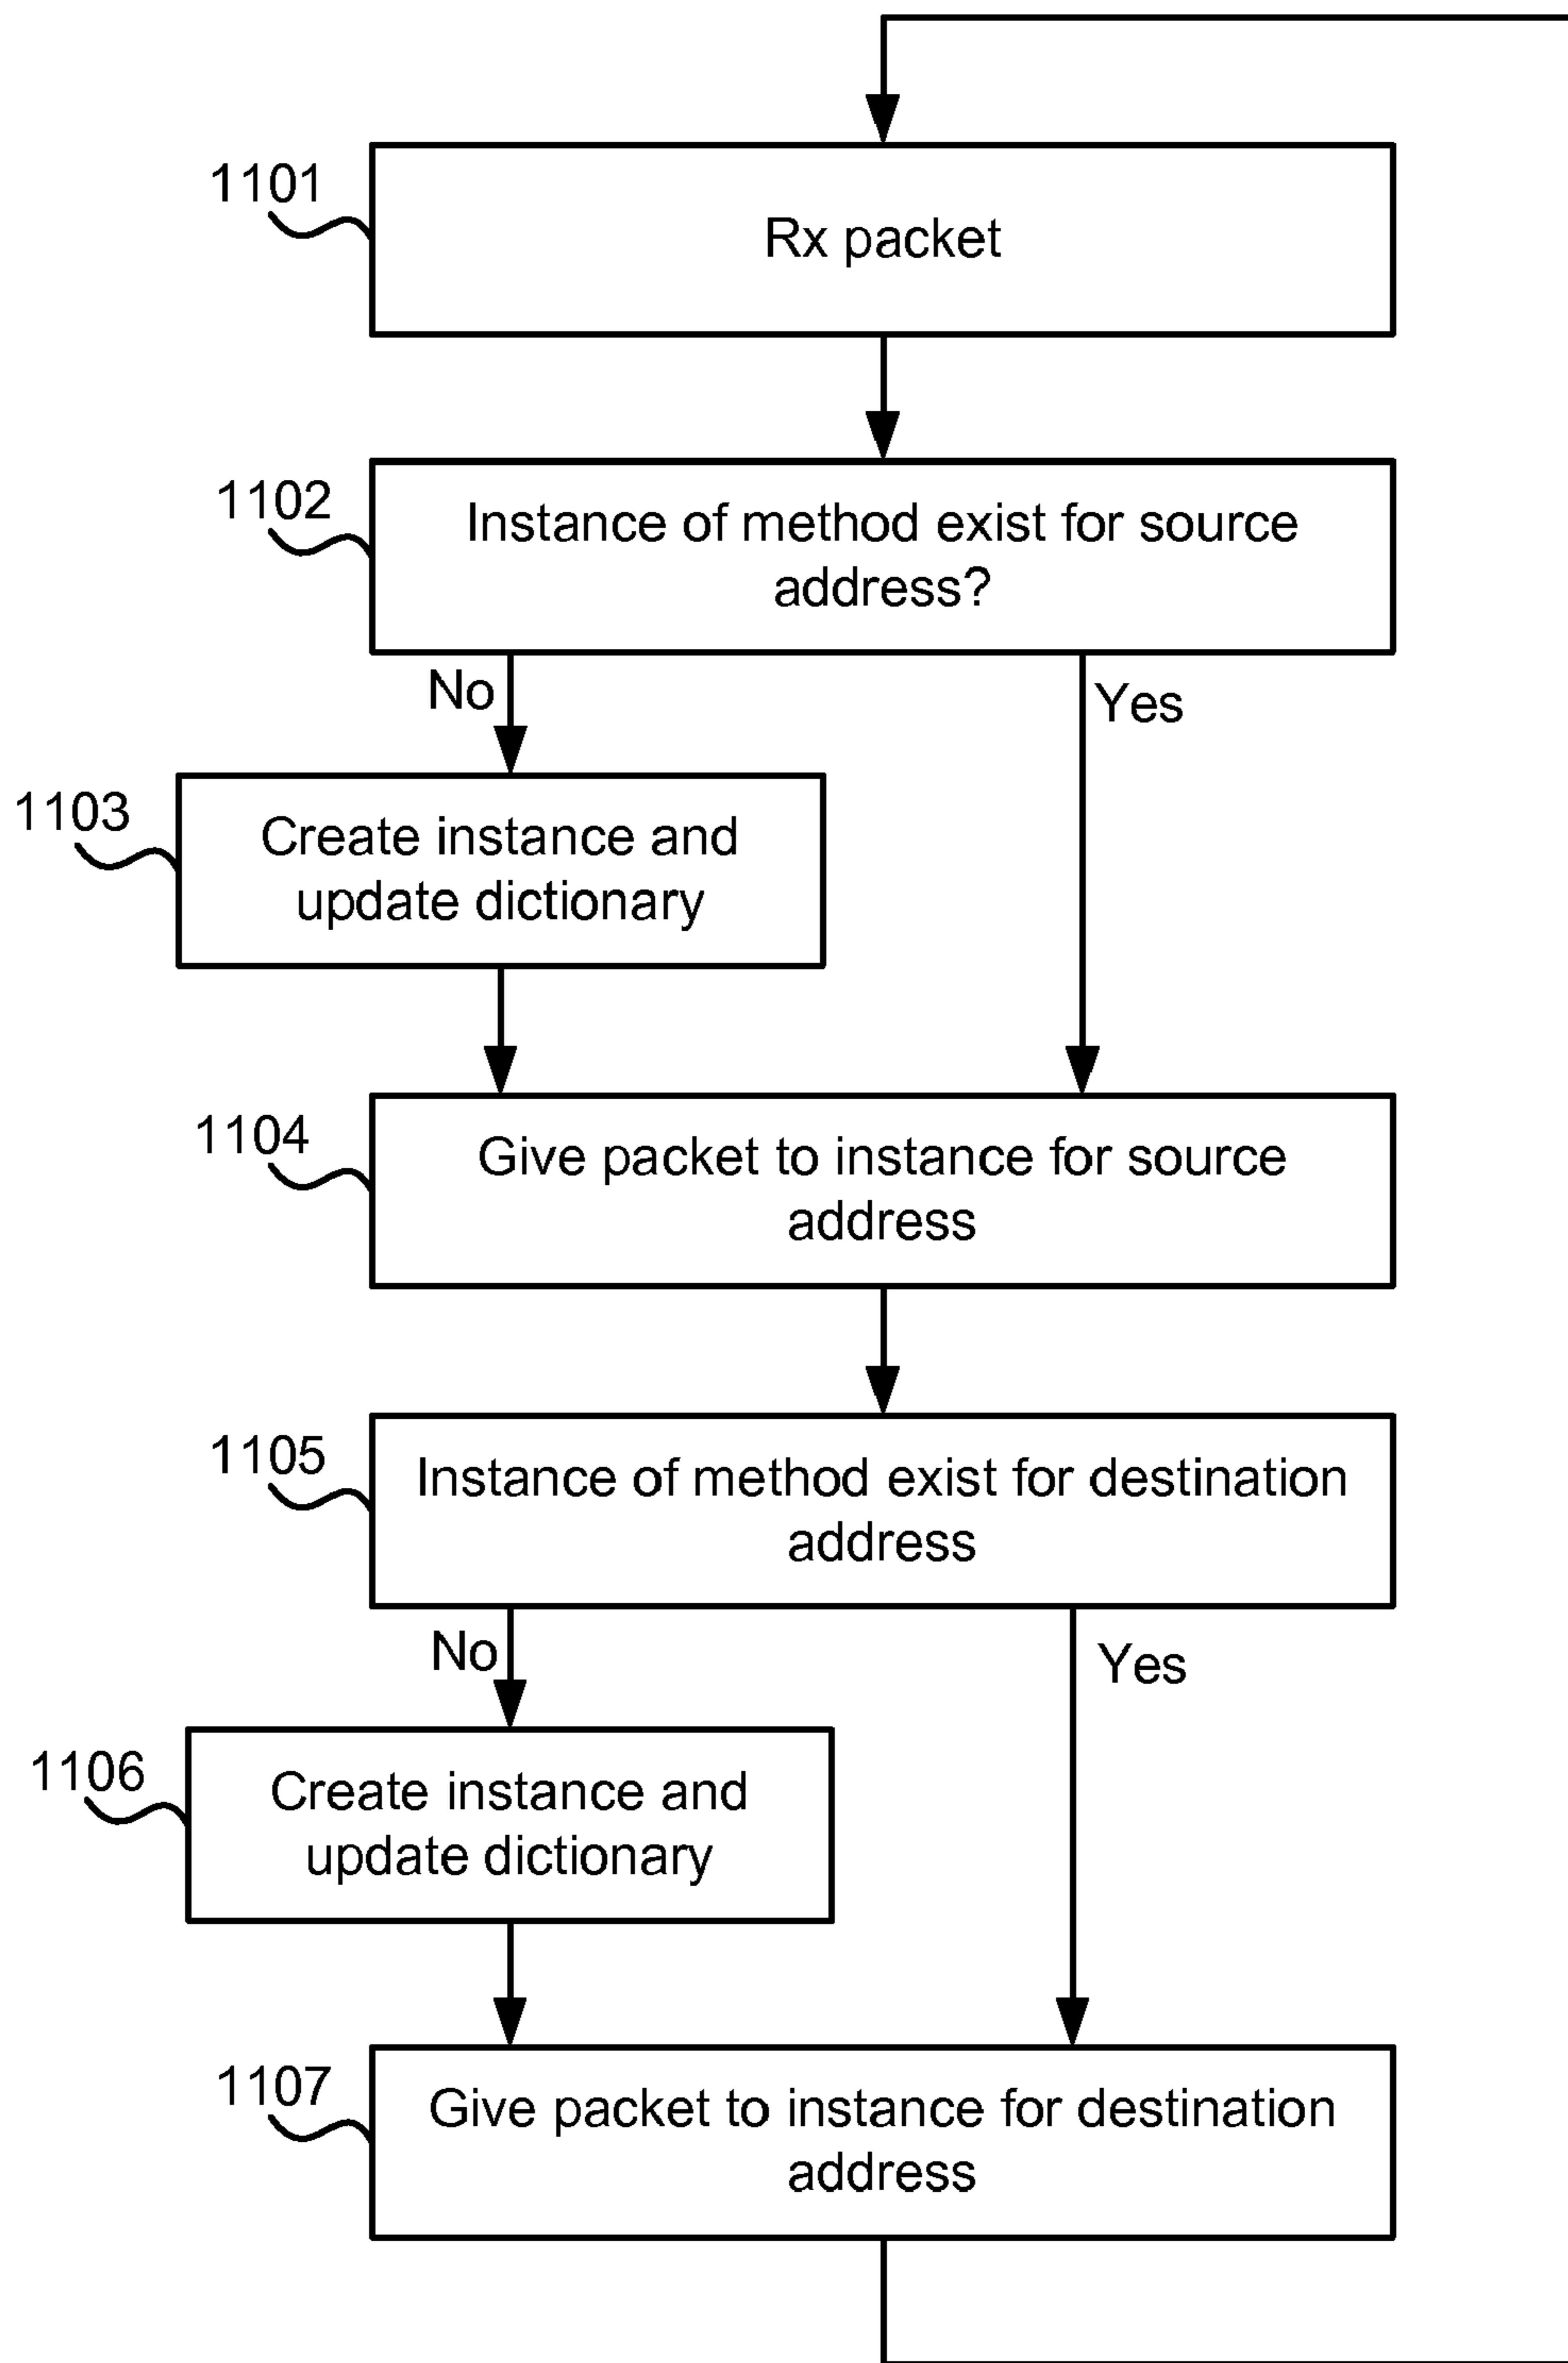 1101
Rx packet
1102
Instance of method exist for source
address?
No
Yes
1103
Create instance and
update dictionary
1104
Give packet to instance for source
address
1105
Instance of method exist for destination
address
No
Yes
1106
Create instance and
update dictionary
1107
Give packet to instance for destination
address